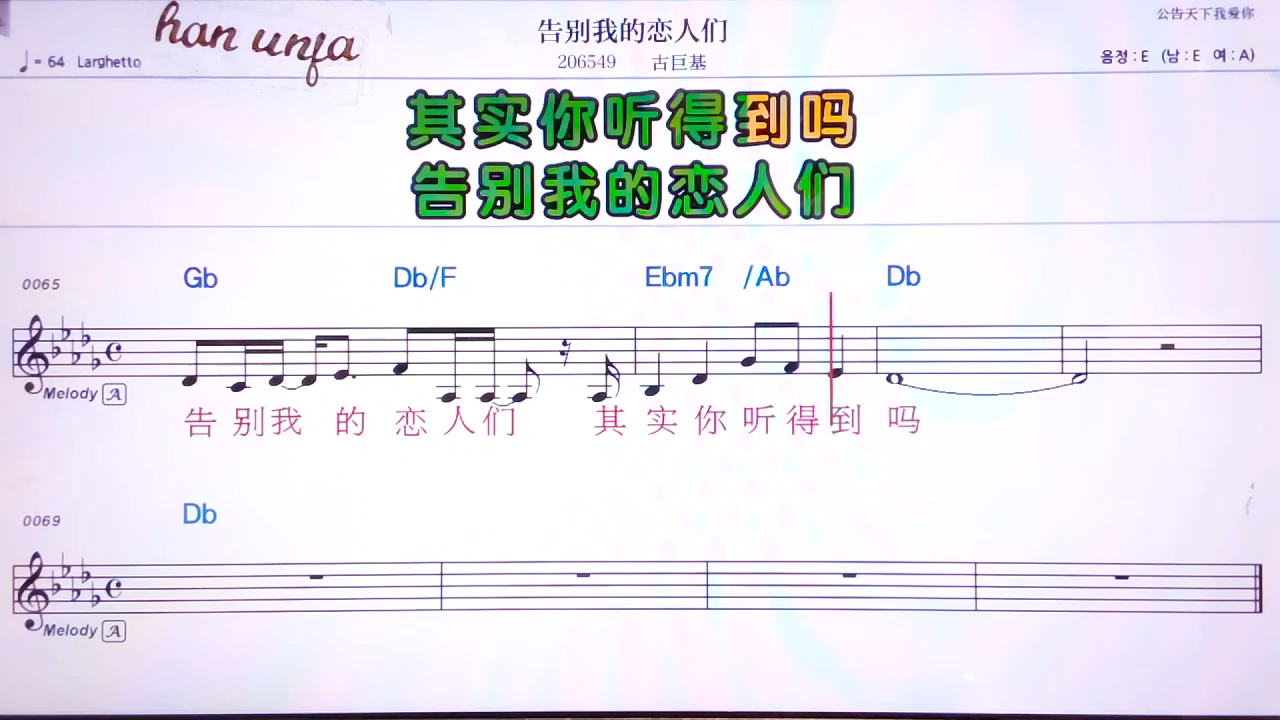 han unfa
告别我的恋人们
公告天下我爱你
♩= 64 Larghetto
206549 古巨基
음정 : E (남 : E 여 : A)
其实你听得到吗
告别我的恋人们
0065
Gb Db/F Ebm7 /Ab Db
Melody A
告别我的恋人们 其实你听得到吗
0069
Db
Melody A